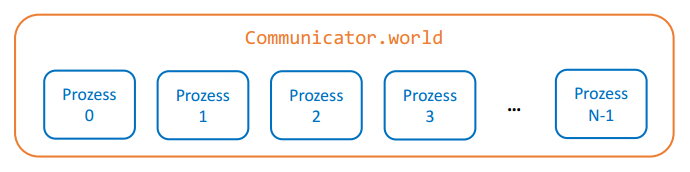 Communicator.world
Prozess
0
Prozess
1
Prozess
2
Prozess
3
...
Prozess
N-1